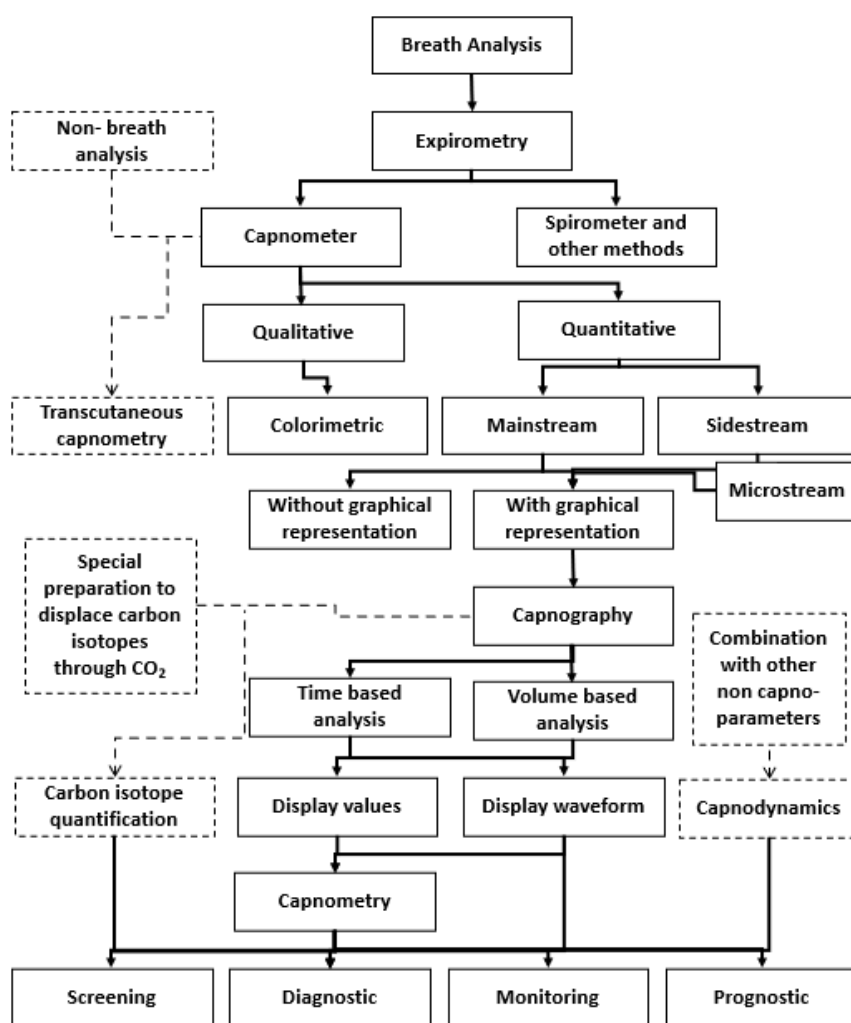 Breath Analysis
Non- breath
analysis
Expirometry
Capnometer
Spirometer and
other methods
Qualitative
Quantitative
Transcutaneous
capnometry
Colorimetric
Mainstream
Sidestream
Without graphical
representation
With graphical
representation
Microstream
Special
preparation to
displace carbon
isotopes
through CO₂
Capnography
Combination
with other
non capno-
parameters
Time based
analysis
Volume based
analysis
Carbon isotope
quantification
Display values
Display waveform
Capnodynamics
Capnometry
Screening
Diagnostic
Monitoring
Prognostic